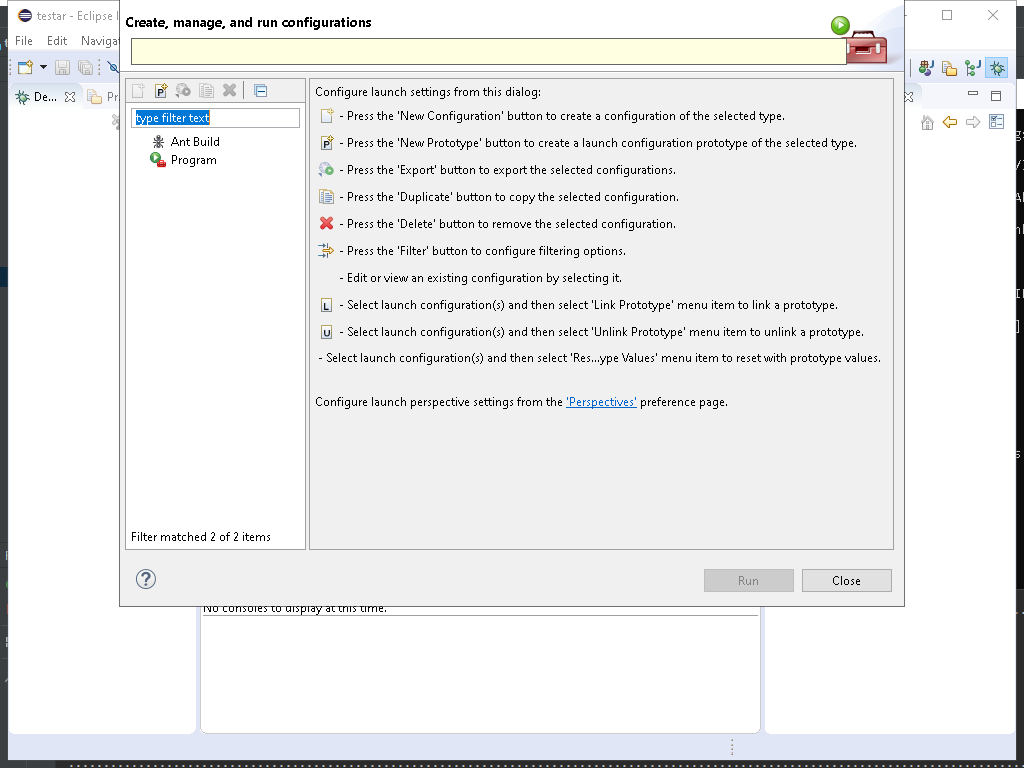 testar - Eclipse I
Create, manage, and run configurations
File Edit Navigat
De...
Pr
type filter text
Ant Build
Program
Filter matched 2 of 2 items
Configure launch settings from this dialog:
- Press the 'New Configuration' button to create a configuration of the selected type.
- Press the 'New Prototype' button to create a launch configuration prototype of the selected type.
- Press the 'Export' button to export the selected configurations.
- Press the 'Duplicate' button to copy the selected configuration.
- Press the 'Delete' button to remove the selected configuration.
- Press the 'Filter' button to configure filtering options.
- Edit or view an existing configuration by selecting it.
L - Select launch configuration(s) and then select 'Link Prototype' menu item to link a prototype.
U - Select launch configuration(s) and then select 'Unlink Prototype' menu item to unlink a prototype.
- Select launch configuration(s) and then select 'Res...ype Values' menu item to reset with prototype values.
Configure launch perspective settings from the 'Perspectives' preference page.
? Run Close
No consoles to display at this time.